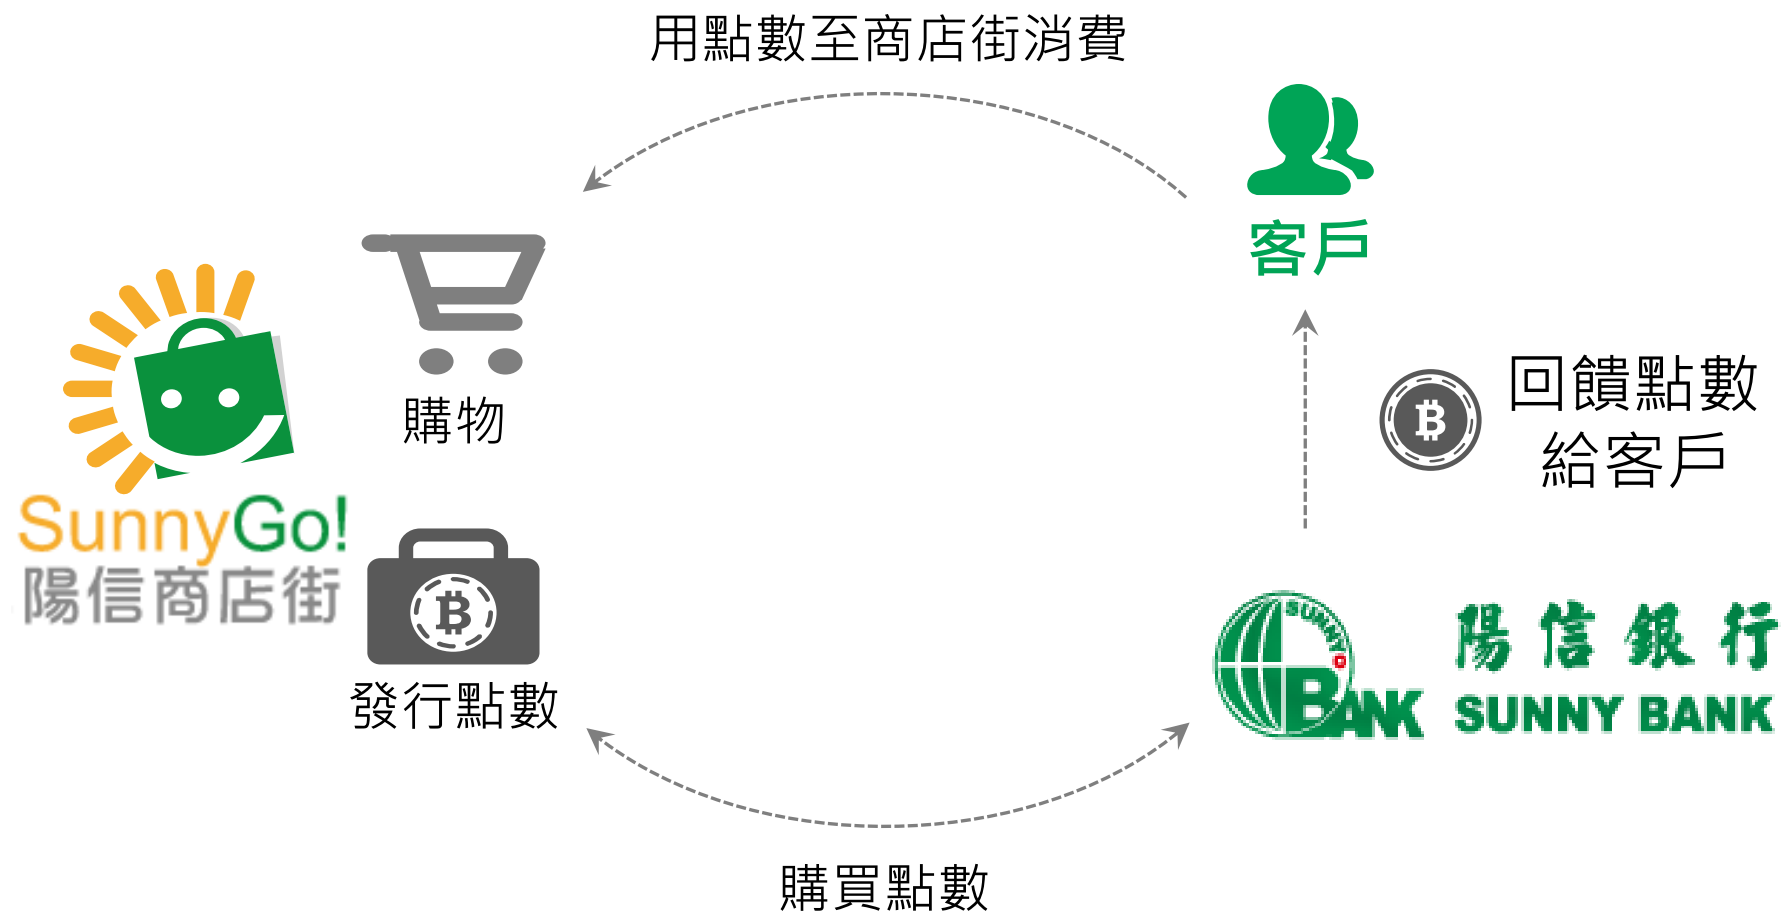 用點數至商店街消費
客戶
購物
回饋點數
給客戶
SunnyGo!
陽信商店街
發行點數
SUNNY
BANK
陽信銀行
SUNNY BANK
購買點數